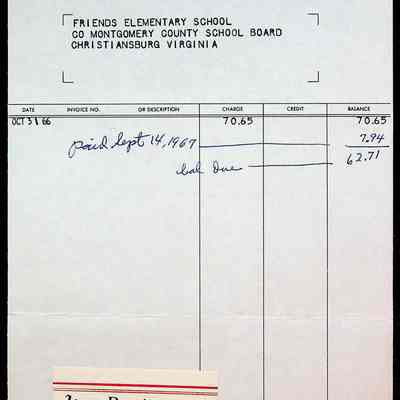 FRIENDS ELEMENTARY SCHOOL
CO MONTGOMERY COUNTY SCHOOL BOARD
CHRISTIANSBURG VIRGINIA
DATE INVOICE NO. OR DESCRIPTION CHARGE CREDIT BALANCE
OCT 31 66 70.65 70.65
paid Sept 14, 1967 7.94
bal Due 62.71